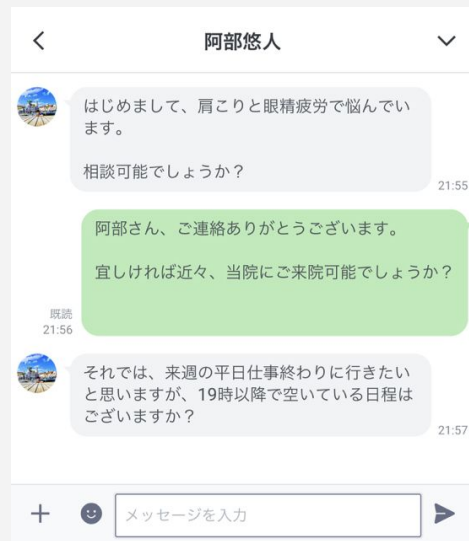 阿部悠人
はじめまして、肩こりと眼精疲労で悩んでい
ます。
相談可能でしょうか？
21:55
阿部さん、ご連絡ありがとうございます。
宜しければ近々、当院にご来院可能でしょうか？
既読
21:56
それでは、来週の平日仕事終わりに行きたい
と思いますが、19時以降で空いている日程は
ございますか？
21:57
メッセージを入力